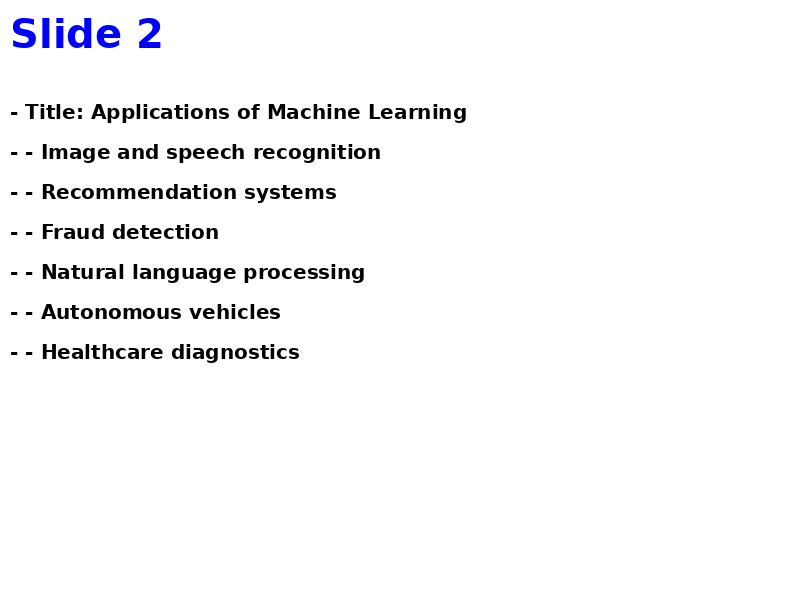 Slide 2
- Title: Applications of Machine Learning
- - Image and speech recognition
- - Recommendation systems
- - Fraud detection
- - Natural language processing
- - Autonomous vehicles
- - Healthcare diagnostics